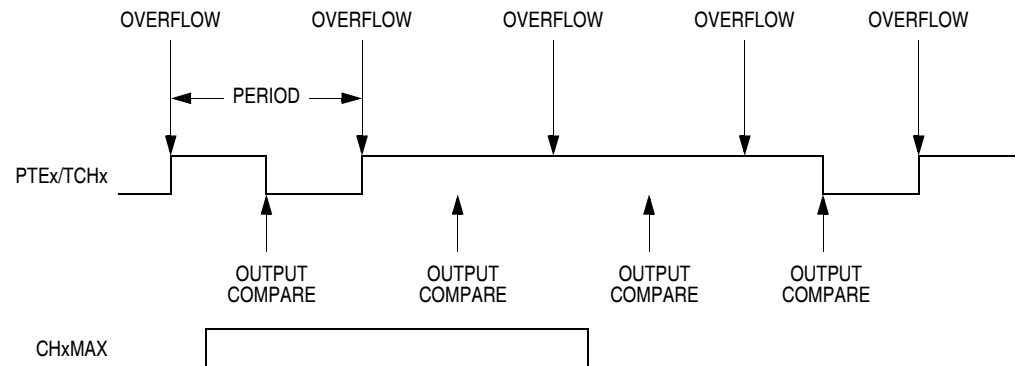 OVERFLOW OVERFLOW OVERFLOW OVERFLOW OVERFLOW
PERIOD
PTEx/TCHx
OUTPUT COMPARE
OUTPUT COMPARE
OUTPUT COMPARE
OUTPUT COMPARE
CHxMAX